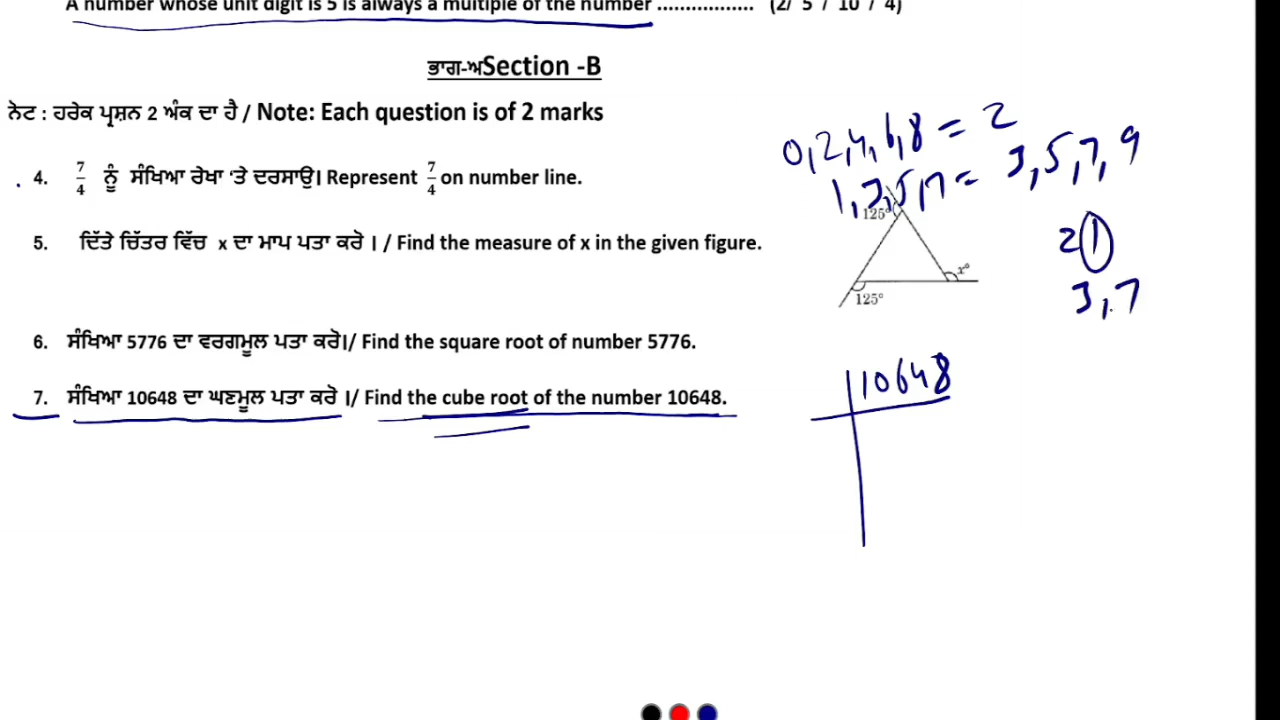 A number whose unit digit is 5 is always a multiple of the number ................. (2/ 5 / 10 / 4)
ਭਾਗ-ਅSection -B
ਨੋਟ : ਹਰੇਕ ਪ੍ਰਸ਼ਨ 2 ਅੰਕ ਦਾ ਹੈ / Note: Each question is of 2 marks
0,2,4,6,8 = 2
4. 7/4 ਨੂੰ ਸੰਖਿਆ ਰੇਖਾ 'ਤੇ ਦਰਸਾਉ। Represent 7/4 on number line.
1,3,5,7 = 3,5,7,9
125°
5. ਦਿੱਤੇ ਚਿੱਤਰ ਵਿੱਚ x ਦਾ ਮਾਪ ਪਤਾ ਕਰੋ । / Find the measure of x in the given figure.
21
x°
125°
3,7
6. ਸੰਖਿਆ 5776 ਦਾ ਵਰਗਮੂਲ ਪਤਾ ਕਰੋ।/ Find the square root of number 5776.
7. ਸੰਖਿਆ 10648 ਦਾ ਘਣਮੂਲ ਪਤਾ ਕਰੋ ।/ Find the cube root of the number 10648.
10648